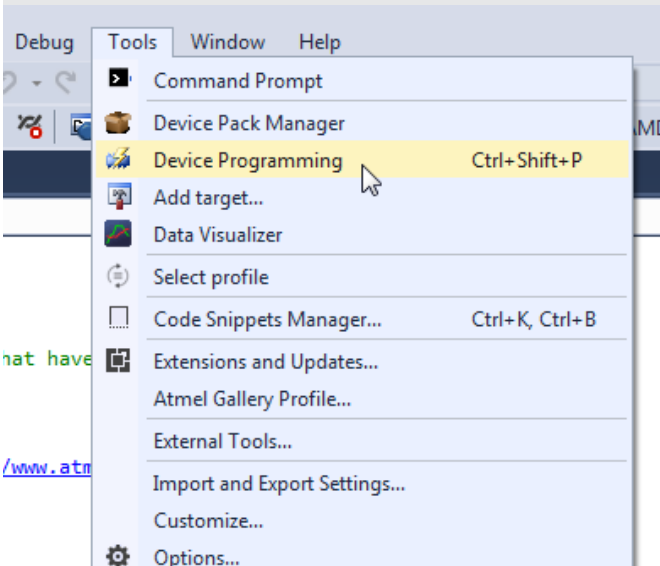 Debug Tools Window Help
Command Prompt
Device Pack Manager
Device Programming Ctrl+Shift+P
Add target...
Data Visualizer
Select profile
Code Snippets Manager... Ctrl+K, Ctrl+B
hat have
Extensions and Updates...
Atmel Gallery Profile...
External Tools...
/www.atm
Import and Export Settings...
Customize...
Options...